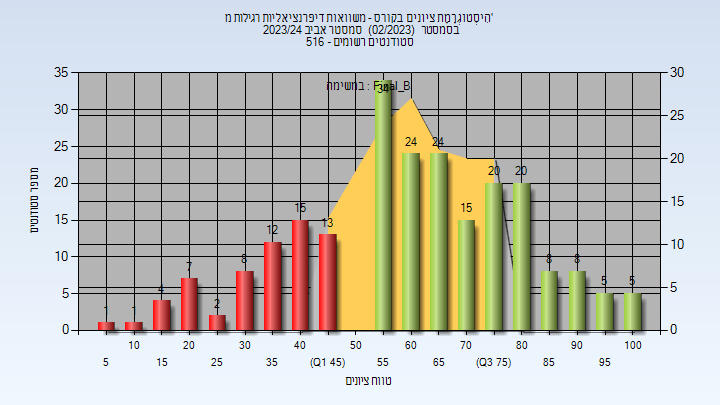 הִיסְטוֹגְרָמַת ציונים בקורס - משוואות דיפרנציאליות רגילות מ'
בסמסטר (02/2023) סמסטר אביב 2023/24
סטודנטים רשומים - 516
במשימה : Final_B
מספר סטודנטים
35 30 25 20 15 10 5 0
30 25 20 15 10 5 0
1 1 4 7 2 8 12 15 13 34 24 24 15 20 20 8 8 5 5
10 20 30 40 50 60 70 80 90 100
5 15 25 35 (Q1 45) 55 65 (Q3 75) 85 95
טווח ציונים